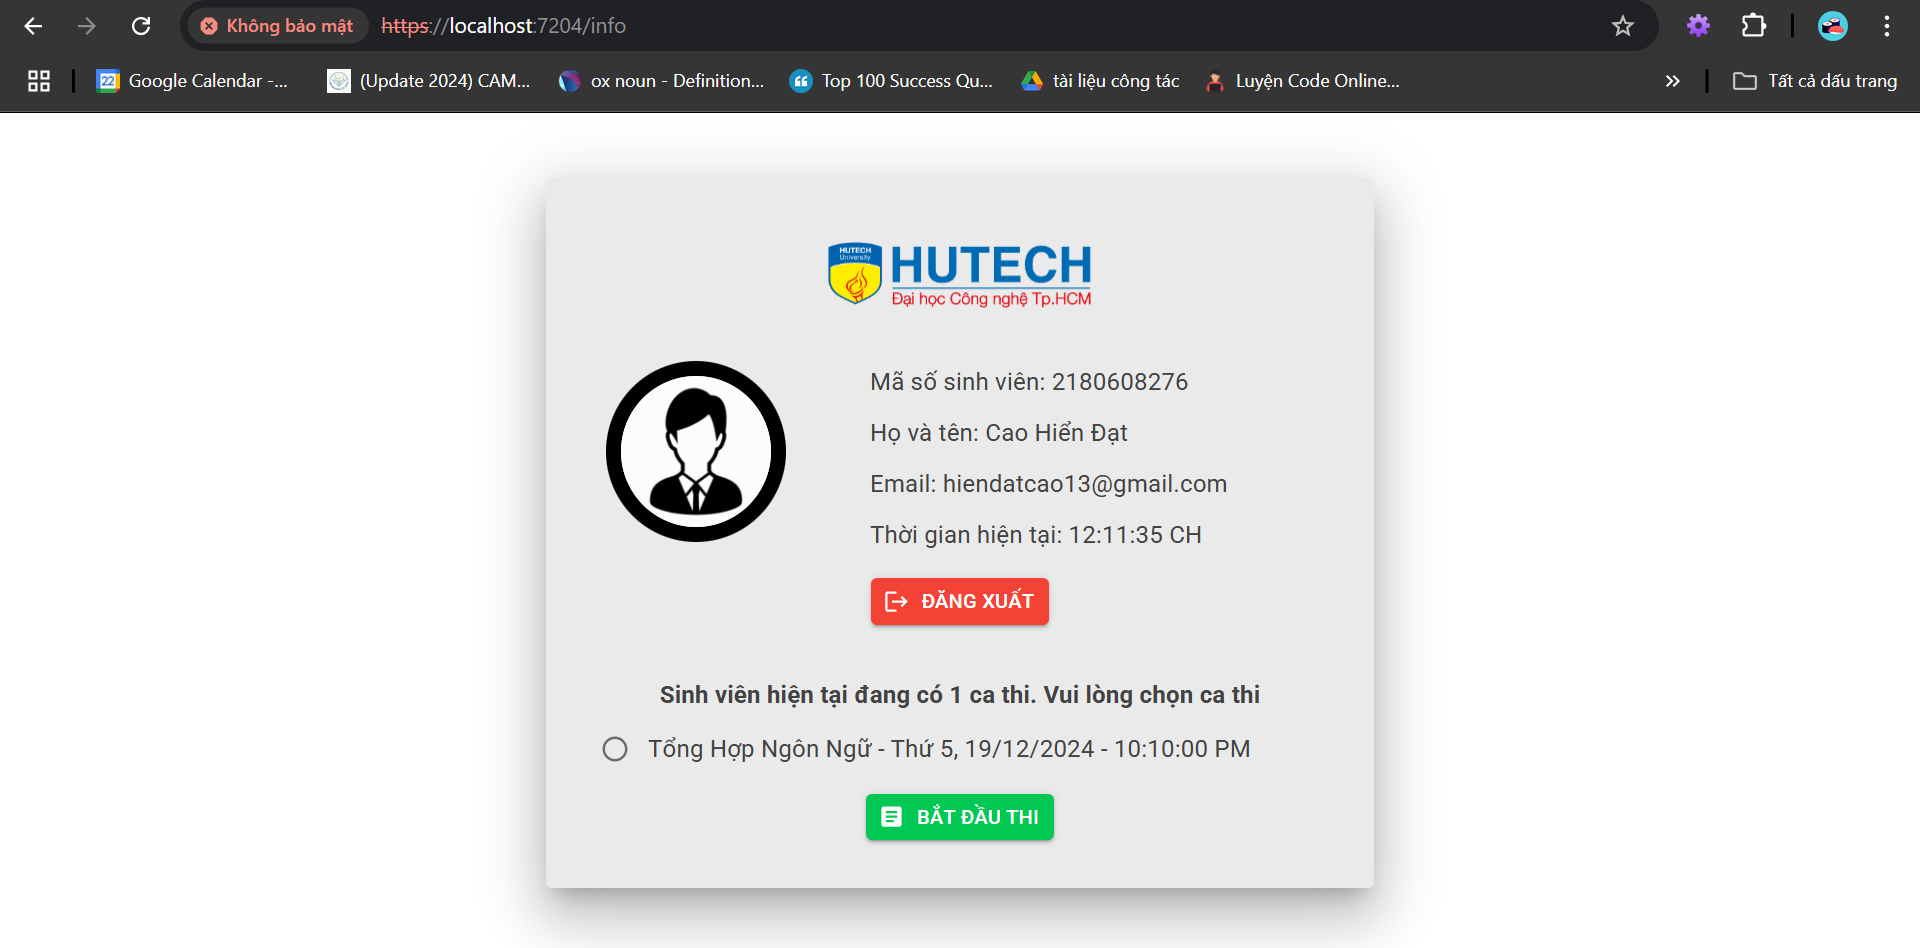 Không bảo mật https://localhost:7204/info
22 Google Calendar -... (Update 2024) CAM... ox noun - Definition... Top 100 Success Qu... tài liệu công tác Luyện Code Online... Tất cả dấu trang
HUTECH
University
HUTECH
Đại học Công nghệ Tp.HCM
Mã số sinh viên: 2180608276
Họ và tên: Cao Hiển Đạt
Email: hiendatcao13@gmail.com
Thời gian hiện tại: 12:11:35 CH
ĐĂNG XUẤT
Sinh viên hiện tại đang có 1 ca thi. Vui lòng chọn ca thi
Tổng Hợp Ngôn Ngữ - Thứ 5, 19/12/2024 - 10:10:00 PM
BẮT ĐẦU THI